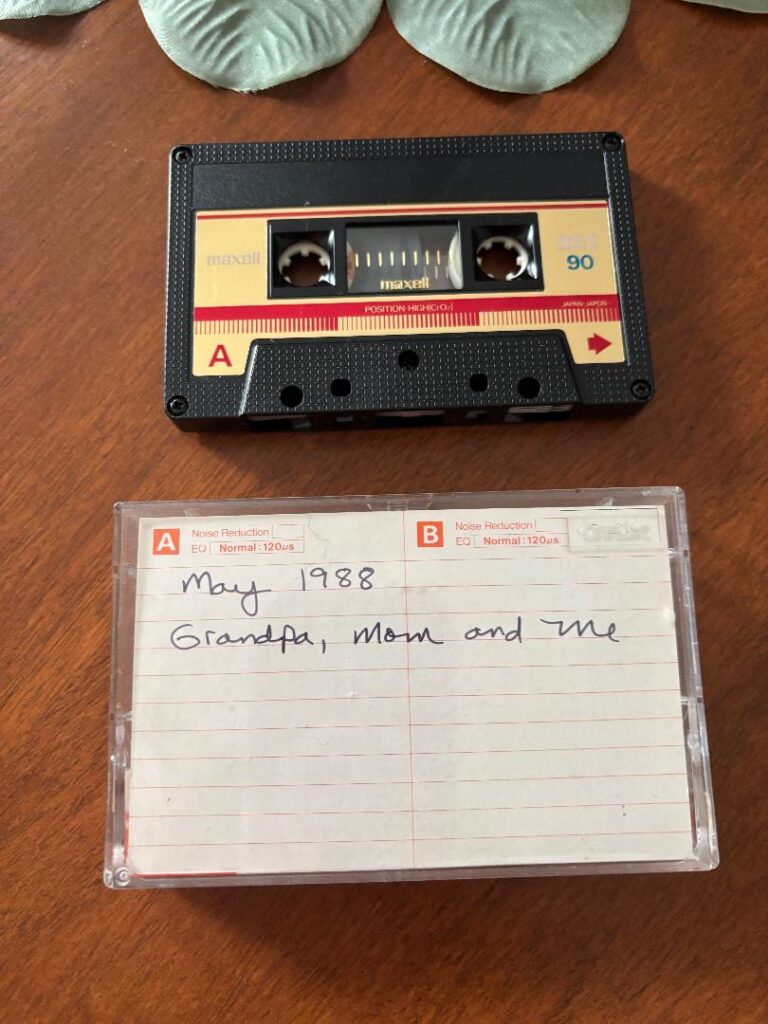 maxell
90
maxell
POSITION HIGH(CrO₂)
JAPAN·JAPON
A
A
Noise Reduction
EQ Normal : 120μs
B
Noise Reduction
EQ Normal : 120μs
May 1988
Grandpa, Mom and Me